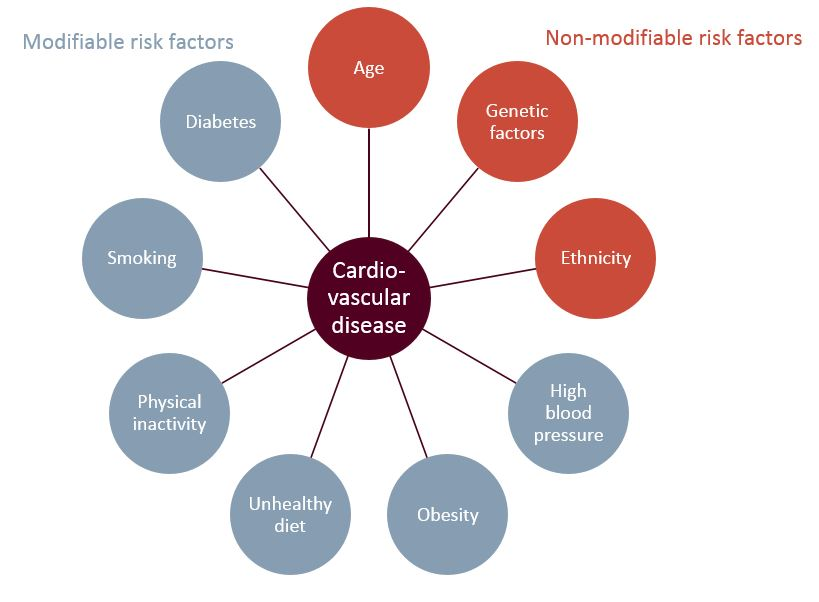 Modifiable risk factors
Non-modifiable risk factors
Age
Diabetes
Genetic
factors
Smoking
Ethnicity
Cardio-
vascular
disease
Physical
inactivity
High
blood
pressure
Unhealthy
diet
Obesity